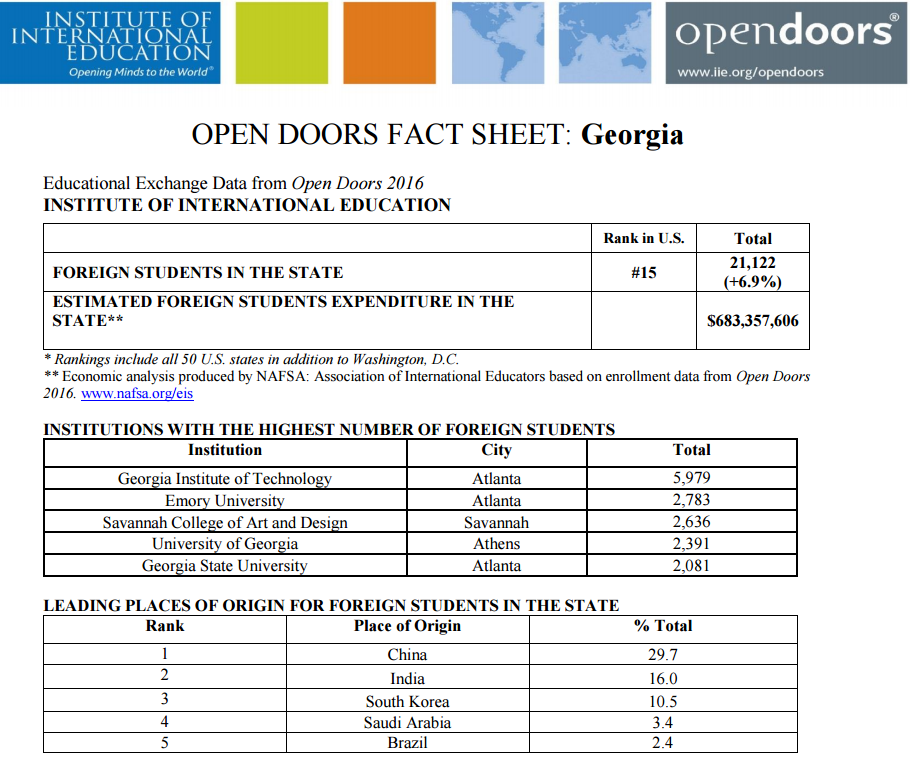 INSTITUTE OF
INTERNATIONAL
EDUCATION
Opening Minds to the World®
opendoors®
www.iie.org/opendoors
OPEN DOORS FACT SHEET: Georgia
Educational Exchange Data from Open Doors 2016
INSTITUTE OF INTERNATIONAL EDUCATION
Rank in U.S. Total
FOREIGN STUDENTS IN THE STATE #15 21,122
(+6.9%)
ESTIMATED FOREIGN STUDENTS EXPENDITURE IN THE
STATE** $683,357,606
* Rankings include all 50 U.S. states in addition to Washington, D.C.
** Economic analysis produced by NAFSA: Association of International Educators based on enrollment data from Open Doors
2016. www.nafsa.org/eis
INSTITUTIONS WITH THE HIGHEST NUMBER OF FOREIGN STUDENTS
Institution City Total
Georgia Institute of Technology Atlanta 5,979
Emory University Atlanta 2,783
Savannah College of Art and Design Savannah 2,636
University of Georgia Athens 2,391
Georgia State University Atlanta 2,081
LEADING PLACES OF ORIGIN FOR FOREIGN STUDENTS IN THE STATE
Rank Place of Origin % Total
1 China 29.7
2 India 16.0
3 South Korea 10.5
4 Saudi Arabia 3.4
5 Brazil 2.4